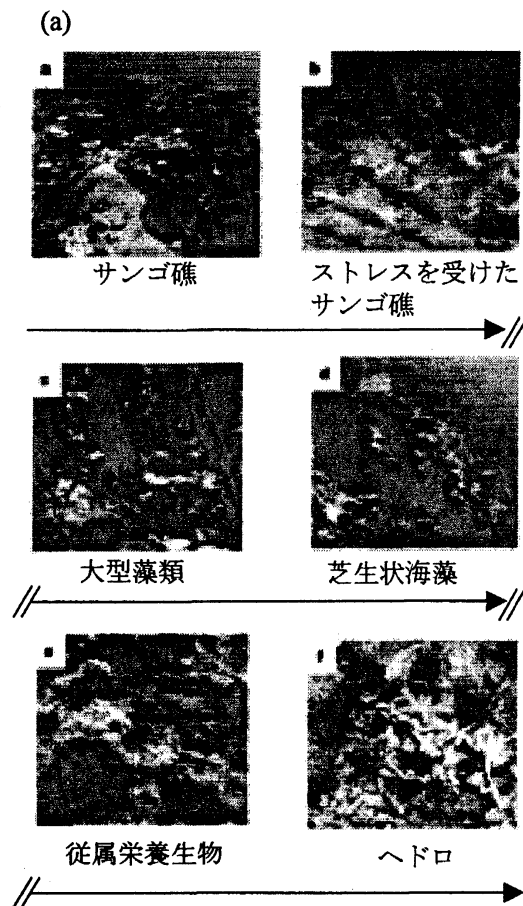 (a)
a
b
サンゴ礁
ストレスを受けた
サンゴ礁
d
大型藻類
芝生状海藻
従属栄養生物
ヘドロ